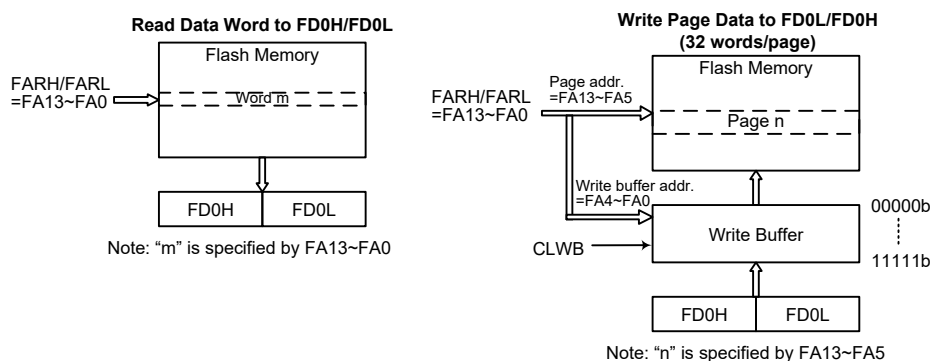 Read Data Word to FD0H/FD0L
Flash Memory
FARH/FARL
=FA13~FA0
Word m
FD0H
FD0L
Note: “m” is specified by FA13~FA0
Write Page Data to FD0L/FD0H
(32 words/page)
Flash Memory
Page addr.
=FA13~FA5
FARH/FARL
=FA13~FA0
Page n
Write buffer addr.
=FA4~FA0
00000b
Write Buffer
CLWB
11111b
FD0H
FD0L
Note: “n” is specified by FA13~FA5